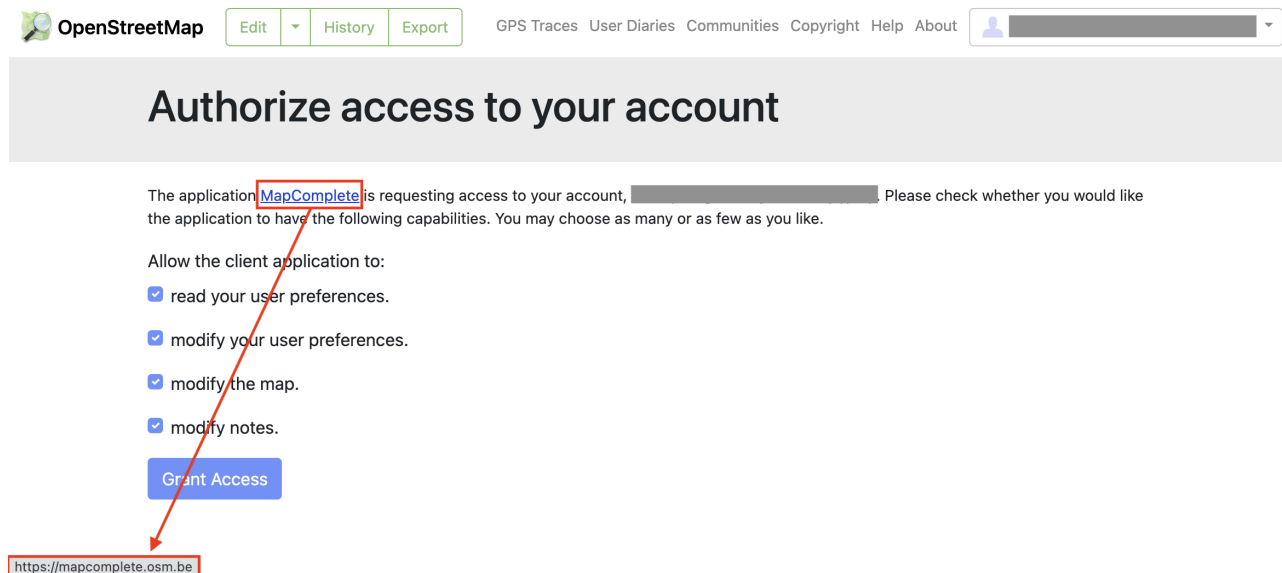 OpenStreetMap Edit History Export GPS Traces User Diaries Communities Copyright Help About
Authorize access to your account
The application MapComplete is requesting access to your account, . Please check whether you would like
the application to have the following capabilities. You may choose as many or as few as you like.
Allow the client application to:
read your user preferences.
modify your user preferences.
modify the map.
modify notes.
Grant Access
https://mapcomplete.osm.be